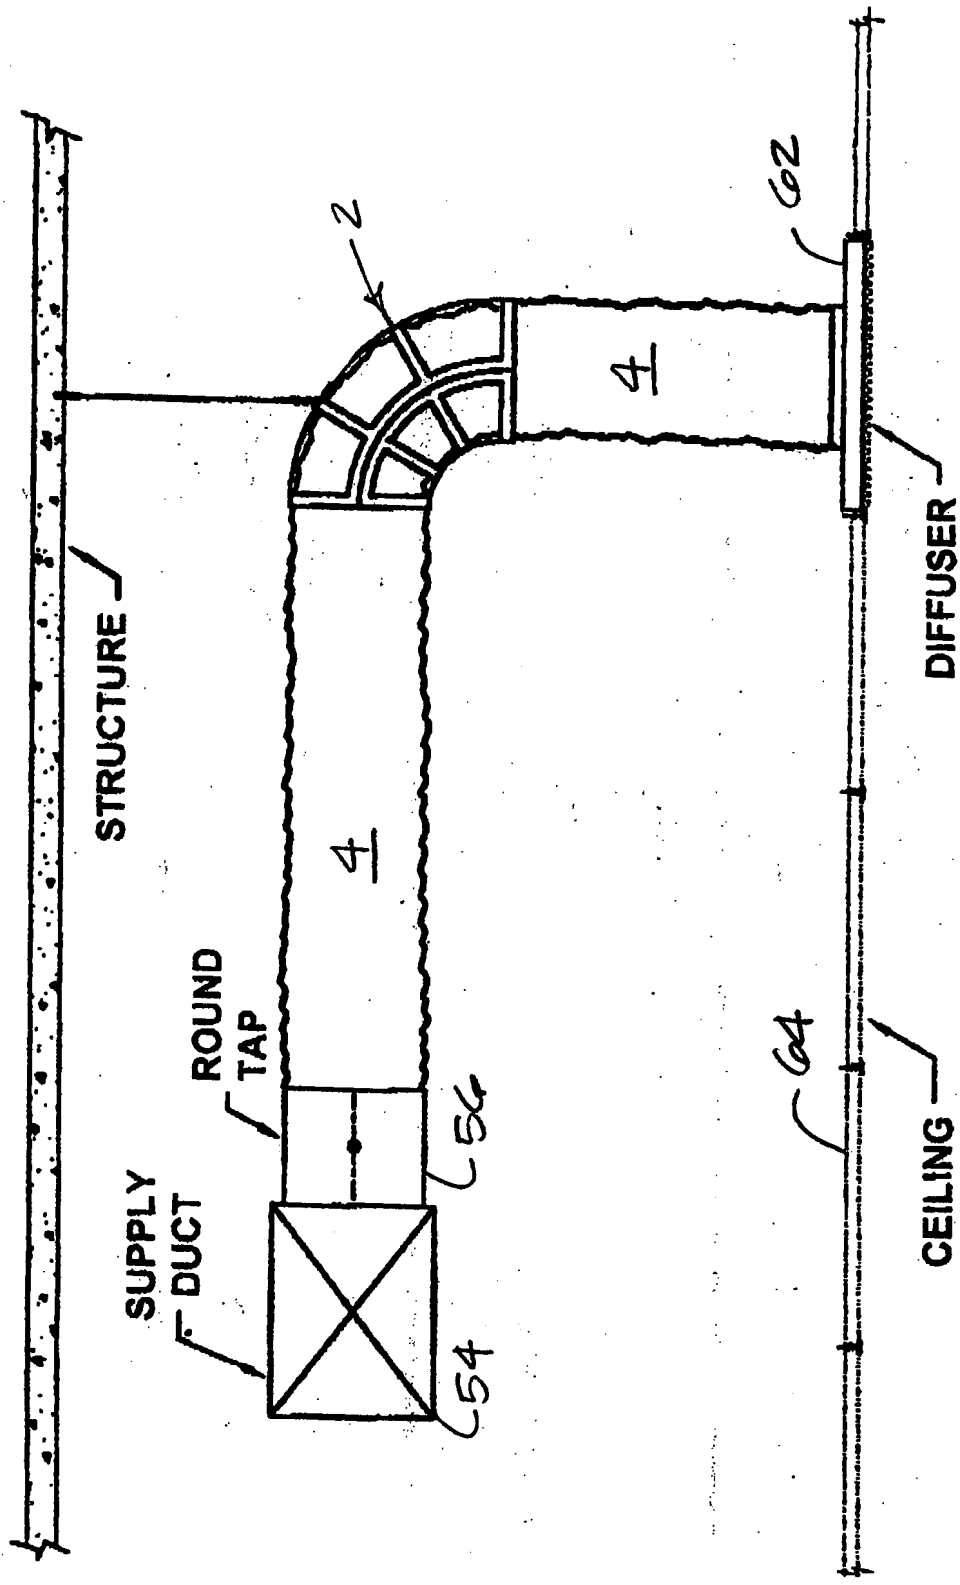 STRUCTURE
2
62
4
4
ROUND
TAP
SUPPLY
DUCT
56
54
64
DIFFUSER
CEILING